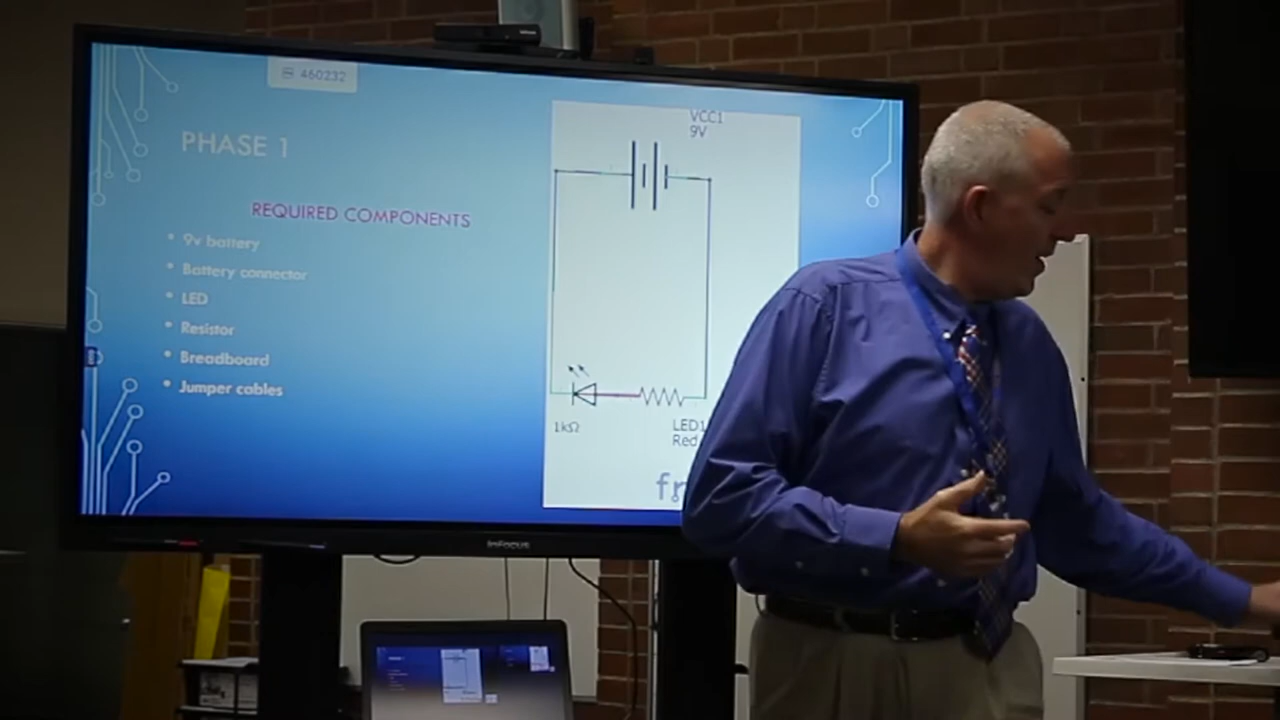 460232
PHASE 1
REQUIRED COMPONENTS
• 9v battery
• Battery connector
• LED
• Resistor
• Breadboard
• Jumper cables
VCC1
9V
1kΩ
LED1
Red
fr
InFocus